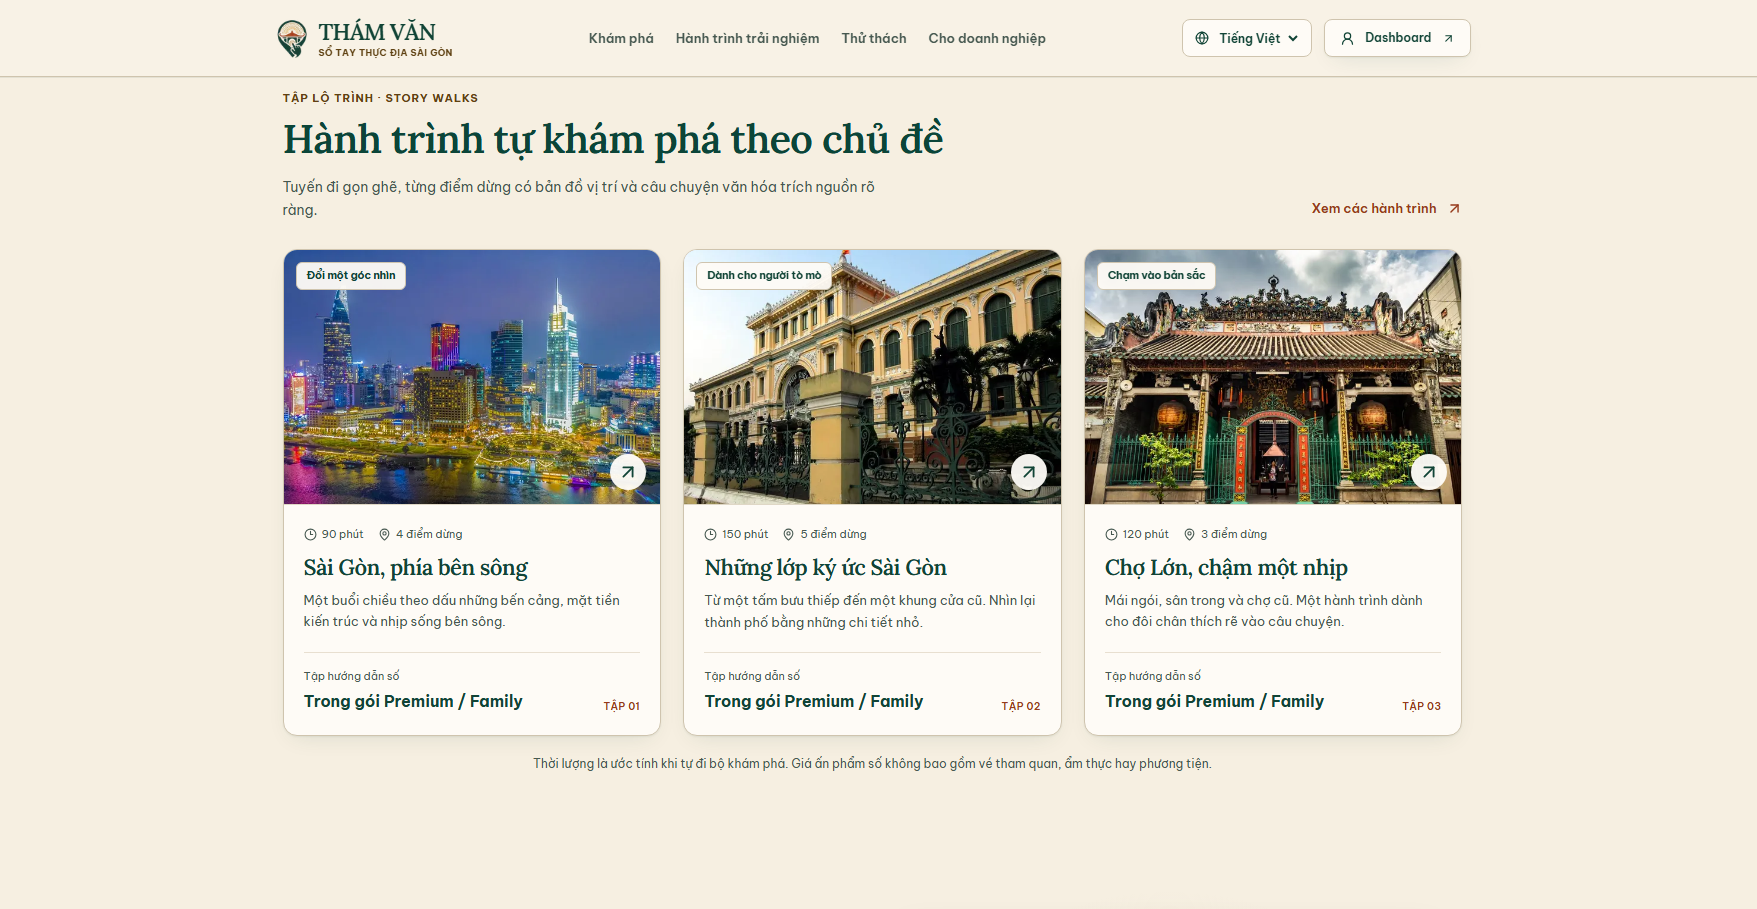 THÁM VĂN
SỔ TAY THỰC ĐỊA SÀI GÒN
Khám phá
Hành trình trải nghiệm
Thử thách
Cho doanh nghiệp
Tiếng Việt
Dashboard
TẬP LỘ TRÌNH · STORY WALKS
Hành trình tự khám phá theo chủ đề
Tuyến đi gọn ghẽ, từng điểm dừng có bản đồ vị trí và câu chuyện văn hóa trích nguồn rõ
ràng.
Xem các hành trình
Đổi một góc nhìn
90 phút
4 điểm dừng
Sài Gòn, phía bên sông
Một buổi chiều theo dấu những bến cảng, mặt tiền
kiến trúc và nhịp sống bên sông.
Tập hướng dẫn số
Trong gói Premium / Family
TẬP 01
Dành cho người tò mò
150 phút
5 điểm dừng
Những lớp ký ức Sài Gòn
Từ một tấm bưu thiếp đến một khung cửa cũ. Nhìn lại
thành phố bằng những chi tiết nhỏ.
Tập hướng dẫn số
Trong gói Premium / Family
TẬP 02
Chạm vào bản sắc
120 phút
3 điểm dừng
Chợ Lớn, chậm một nhịp
Mái ngói, sân trong và chợ cũ. Một hành trình dành
cho đôi chân thích rẽ vào câu chuyện.
Tập hướng dẫn số
Trong gói Premium / Family
TẬP 03
Thời lượng là ước tính khi tự đi bộ khám phá. Giá ấn phẩm số không bao gồm vé tham quan, ẩm thực hay phương tiện.